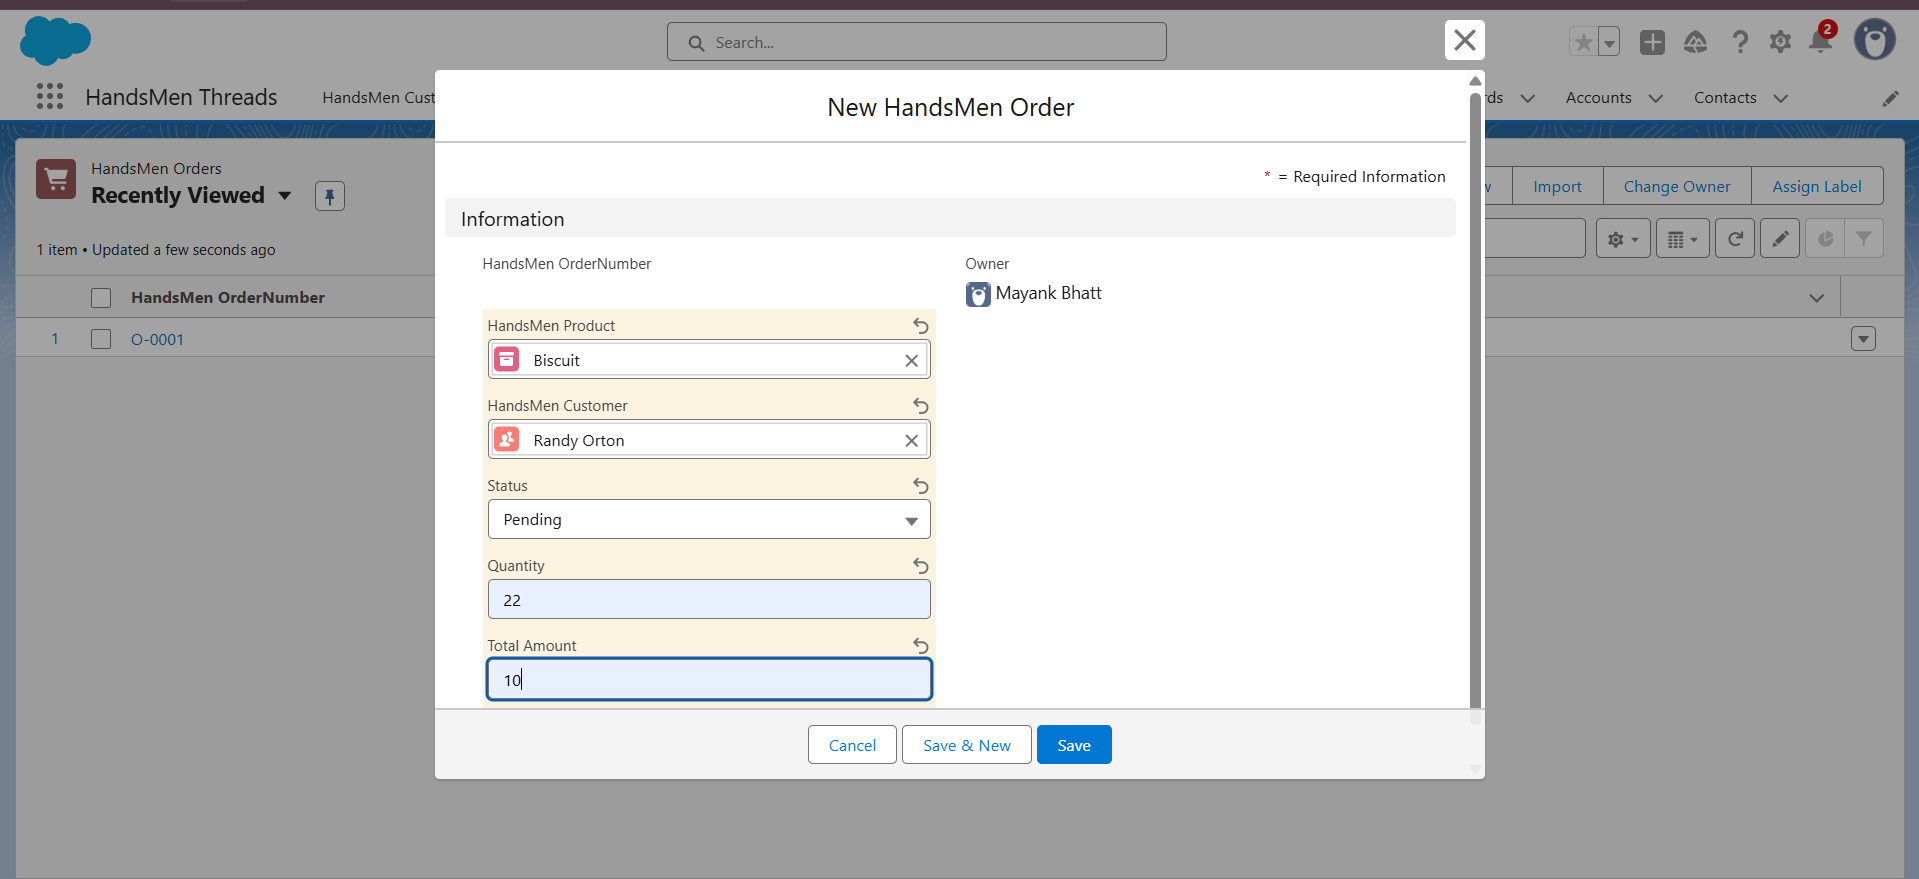 Search...
2
HandsMen Threads
HandsMen Cust
rds
Accounts
Contacts
New HandsMen Order
* = Required Information
HandsMen Orders
Recently Viewed
w
Import
Change Owner
Assign Label
Information
1 item • Updated a few seconds ago
HandsMen OrderNumber
Owner
Mayank Bhatt
HandsMen OrderNumber
1
O-0001
HandsMen Product
Biscuit
HandsMen Customer
Randy Orton
Status
Pending
Quantity
22
Total Amount
10
Cancel
Save & New
Save